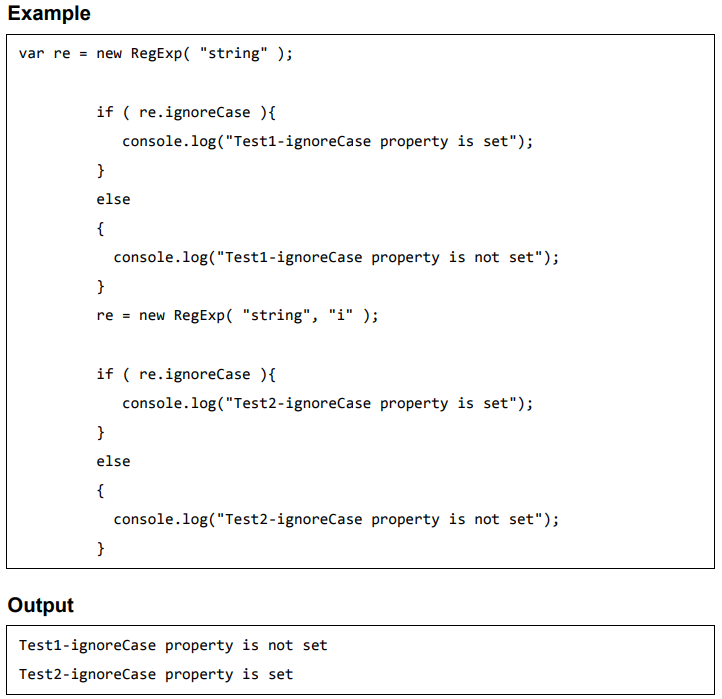 Example
var re = new RegExp( "string" );
if ( re.ignoreCase ){
console.log("Test1-ignoreCase property is set");
}
else
{
console.log("Test1-ignoreCase property is not set");
}
re = new RegExp( "string", "i" );
if ( re.ignoreCase ){
console.log("Test2-ignoreCase property is set");
}
else
{
console.log("Test2-ignoreCase property is not set");
}
Output
Test1-ignoreCase property is not set
Test2-ignoreCase property is set